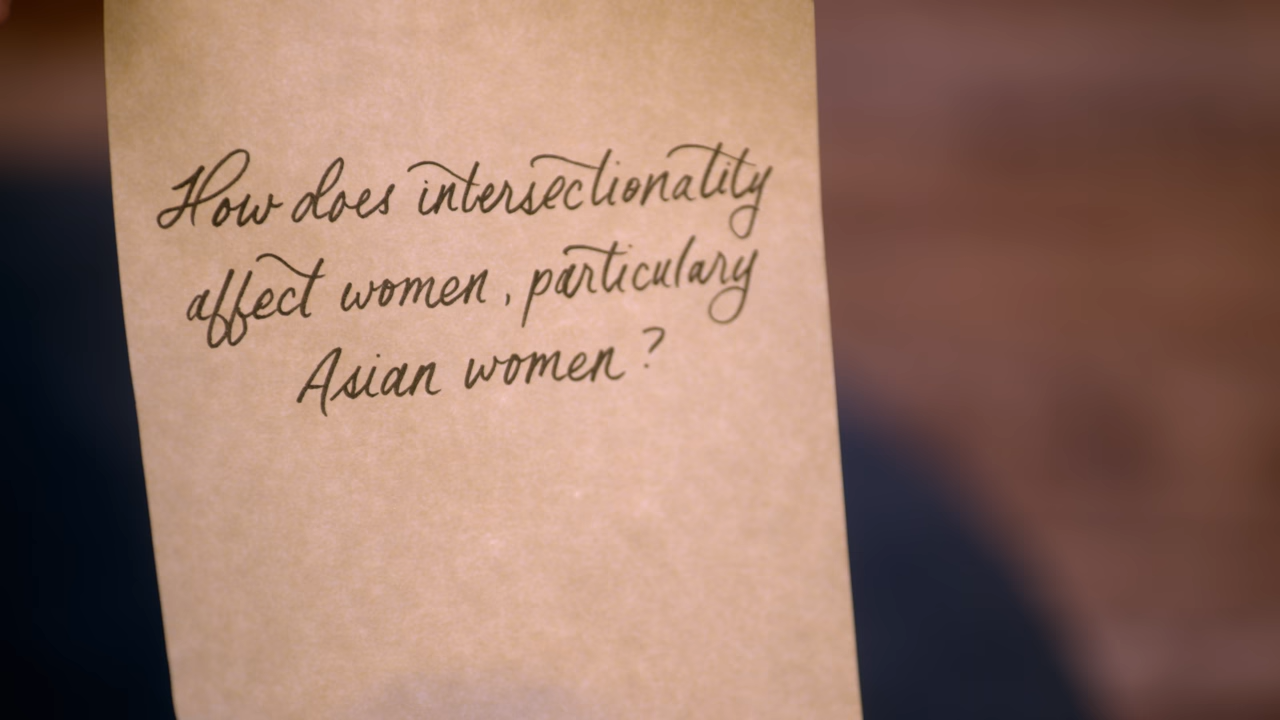 How does intersectionality
affect women, particulary
Asian women?